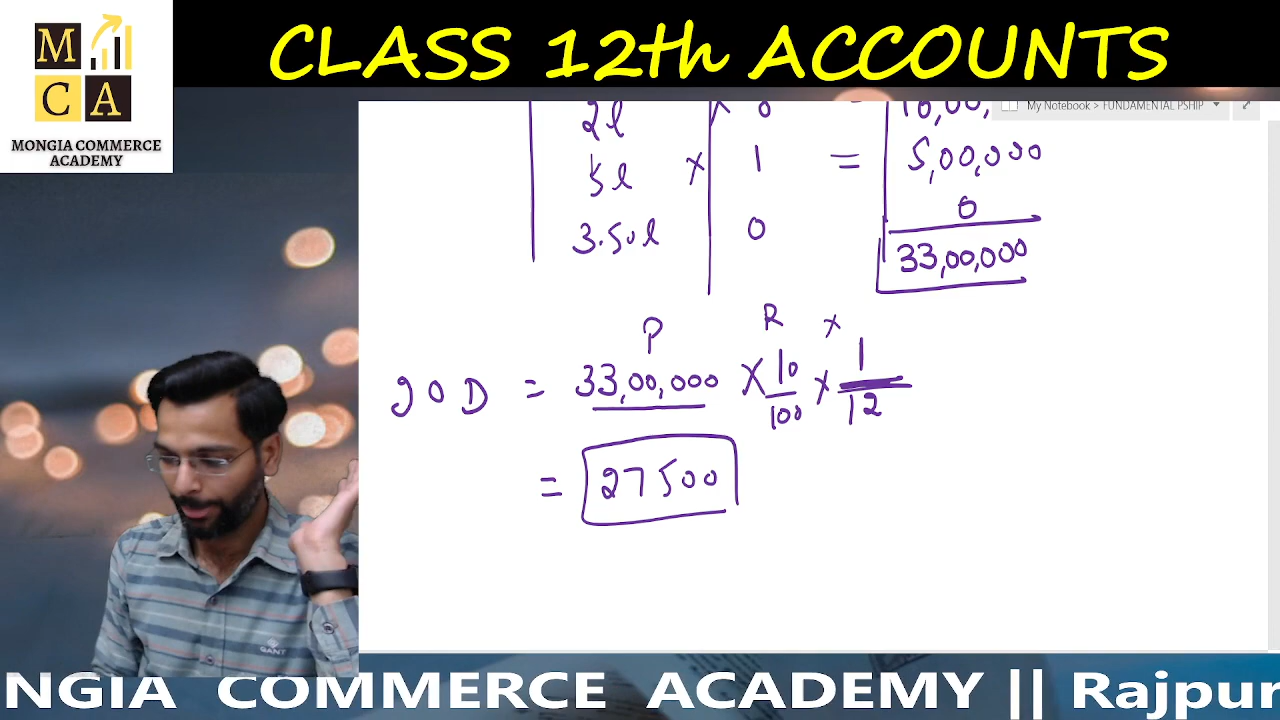 M
CA
MONGIA COMMERCE
ACADEMY
CLASS 12th ACCOUNTS
My Notebook > FUNDAMENTAL PSHIP
2l
5l × 1 = 5,00,000
0
3.50l 0
33,00,000
P R ×
IOD = 33,00,000 × 10/100 × 1/12
= 27500
NGIA COMMERCE ACADEMY || Rajpur